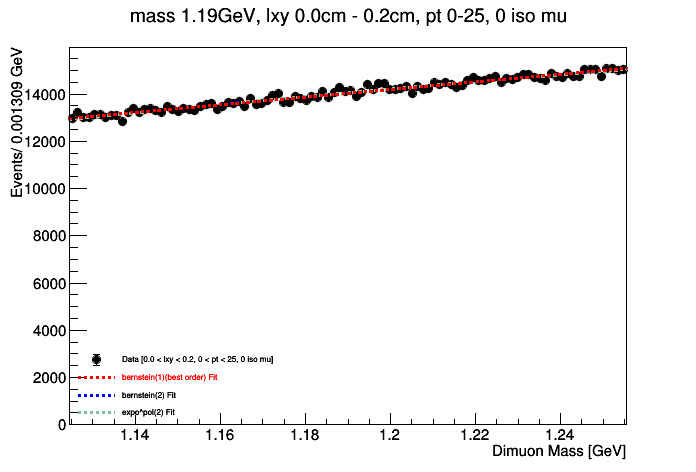 mass 1.19GeV, lxy 0.0cm - 0.2cm, pt 0-25, 0 iso mu
Events/ 0.001309 GeV
14000
12000
10000
8000
6000
4000
2000
0
Data [0.0 < lxy < 0.2, 0 < pt < 25, 0 iso mu]
bernstein(1)(best order) Fit
bernstein(2) Fit
expo^pol(2) Fit
1.14 1.16 1.18 1.2 1.22 1.24
Dimuon Mass [GeV]